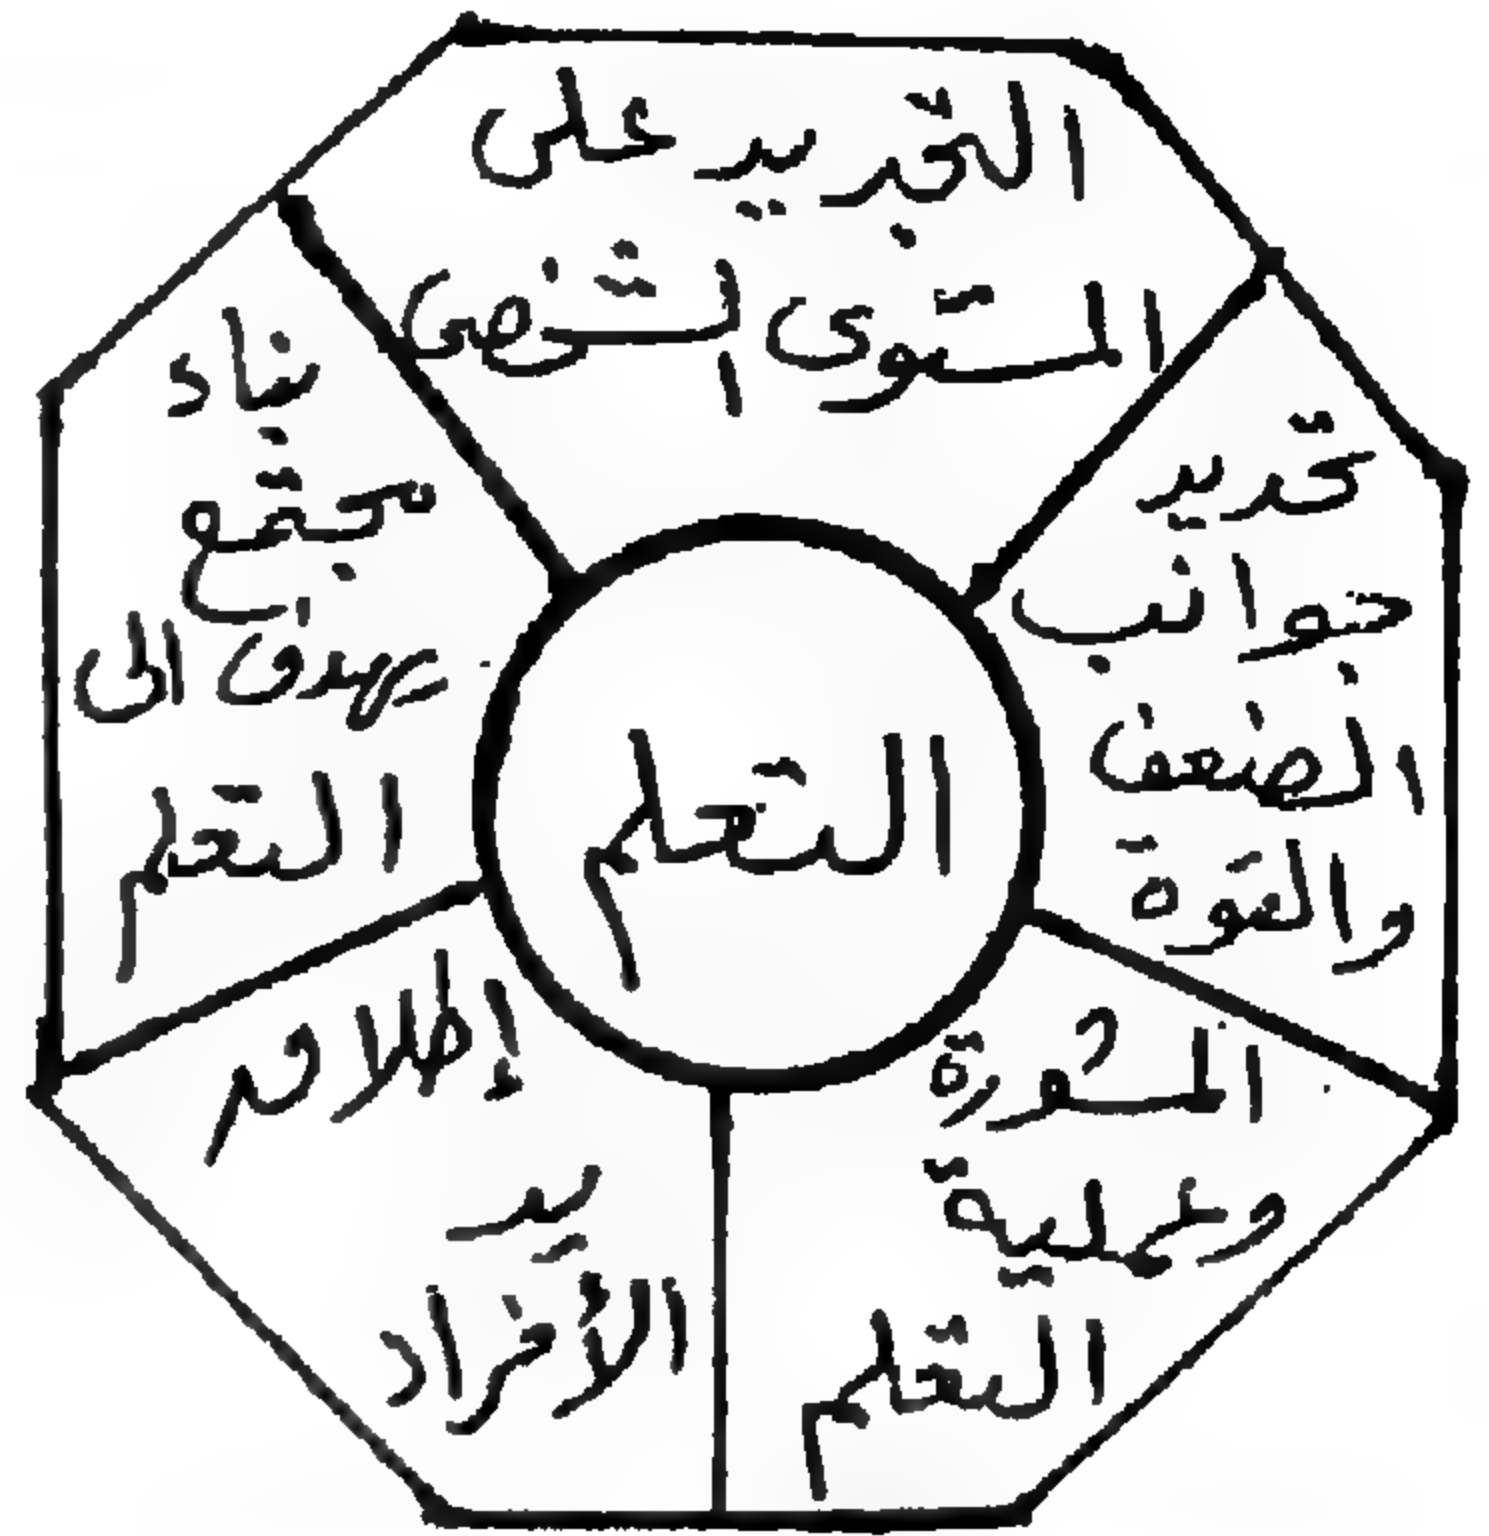 التجديد على
المستوى الشخصى
تحديد
جوانب
الضعف
والقوة
المشورة
وعملية
التعلم
إطلاق
يد
الأفراد
بناء
مجتمع
يهدف الى
التعلم
التعلم